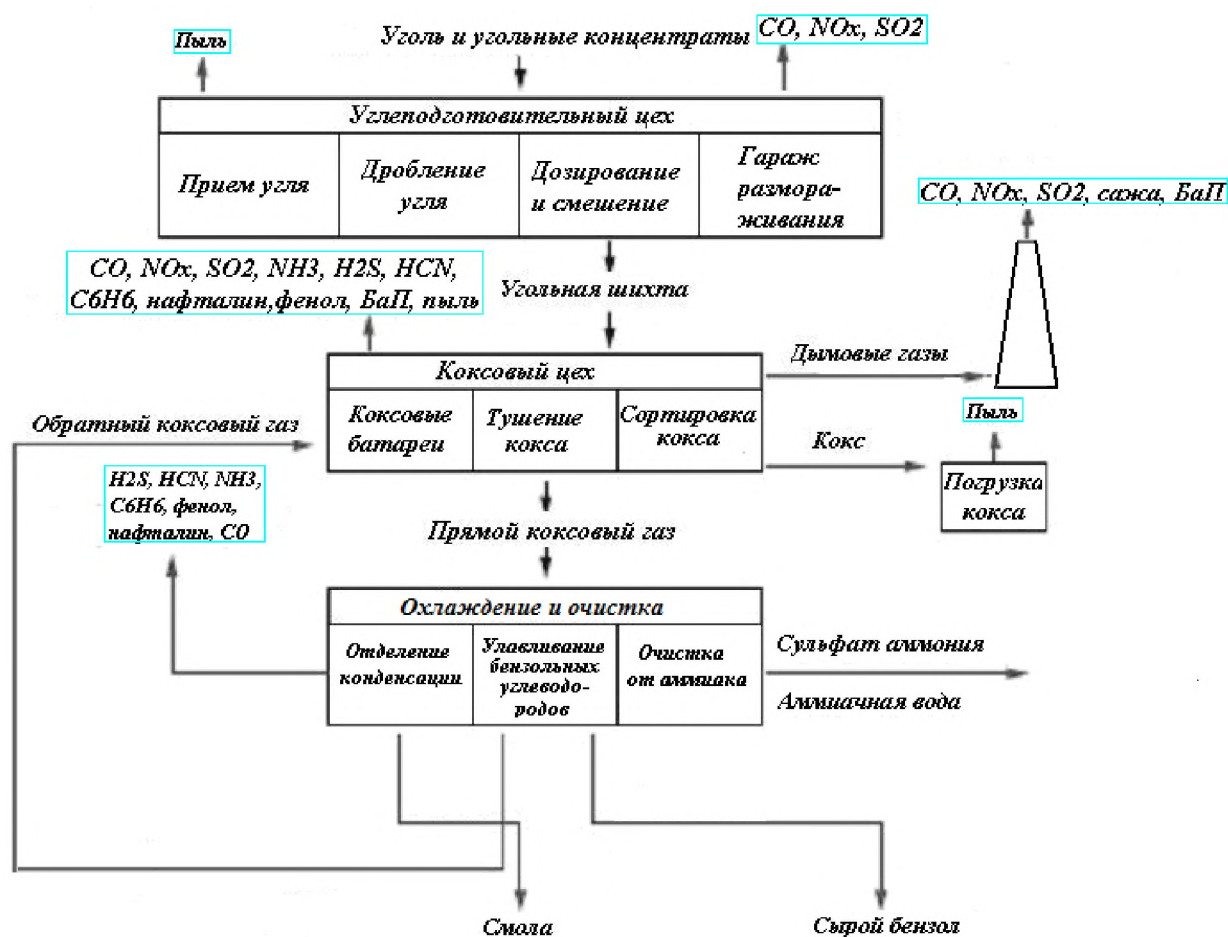 Пыль
Уголь и угольные концентраты
CO, NOx, SO2
Углеподготовительный цех
Прием угля
Дробление
угля
Дозирование
и смешение
Гараж
размора-
живания
CO, NOx, SO2, сажа, БаП
CO, NOx, SO2, NH3, H2S, HCN,
C6H6, нафталин,фенол, БаП, пыль
Угольная шихта
Коксовый цех
Коксовые
батареи
Тушение
кокса
Сортировка
кокса
Дымовые газы
Пыль
Обратный коксовый газ
Кокс
Погрузка
кокса
H2S, HCN, NH3,
C6H6, фенол,
нафталин, CO
Прямой коксовый газ
Охлаждение и очистка
Отделение
конденсации
Улавливание
бензольных
углеводо-
родов
Очистка
от аммиака
Сульфат аммония
Аммиачная вода
Смола
Сырой бензол